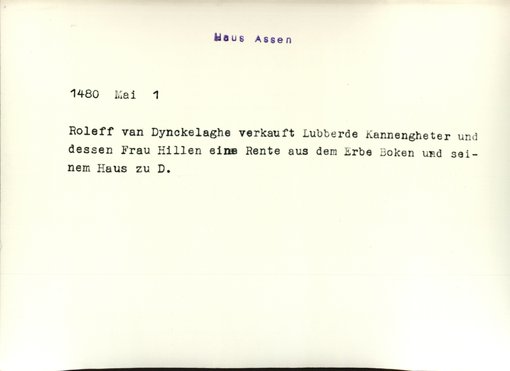 Haus Assen
1480 Mai 1
Roleff van Dynckelaghe verkauft Lubberde Kannengheter und
dessen Frau Hillen eine Rente aus dem Erbe Boken und sei-
nem Haus zu D.